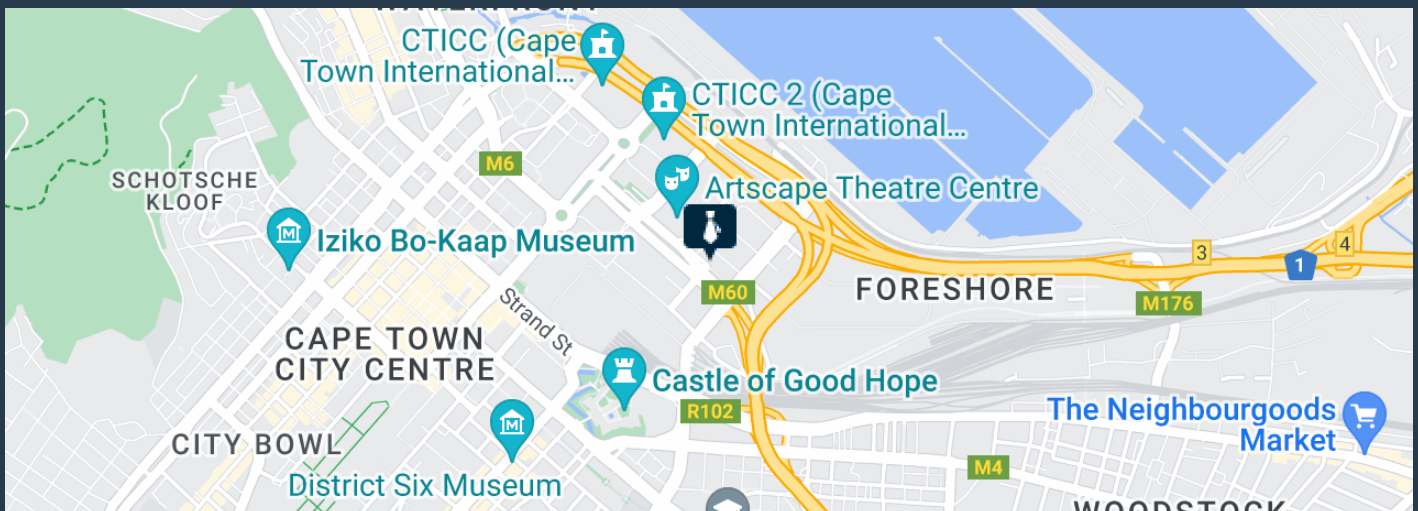 WATERFRONT
CTICC (Cape
Town International...
CTICC 2 (Cape
Town International...
M6
SCHOTSCHE
KLOOF
Artscape Theatre Centre
Iziko Bo-Kaap Museum
3
4
1
M60
FORESHORE
M176
Strand St
CAPE TOWN
CITY CENTRE
Castle of Good Hope
R102
The Neighbourgoods
Market
CITY BOWL
M4
District Six Museum
WOODSTOCK